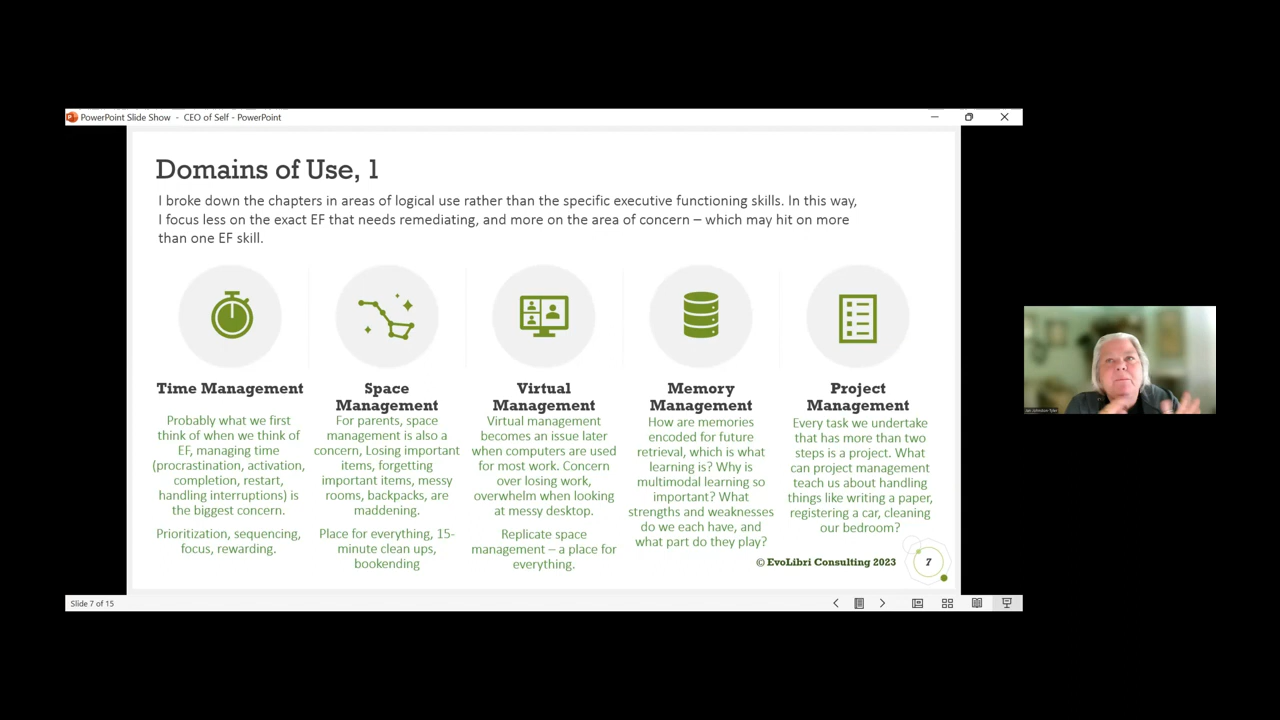 PowerPoint Slide Show - CEO of Self - PowerPoint
Domains of Use, 1
I broke down the chapters in areas of logical use rather than the specific executive functioning skills. In this way,
I focus less on the exact EF that needs remediating, and more on the area of concern – which may hit on more
than one EF skill.
Time Management
Probably what we first
think of when we think of
EF, managing time
(procrastination, activation,
completion, restart,
handling interruptions) is
the biggest concern.
Prioritization, sequencing,
focus, rewarding.
Space
Management
For parents, space
management is also a
concern, Losing important
items, forgetting
important items, messy
rooms, backpacks, are
maddening.
Place for everything, 15-
minute clean ups,
bookending
Virtual
Management
Virtual management
becomes an issue later
when computers are used
for most work. Concern
over losing work,
overwhelm when looking
at messy desktop.
Replicate space
management – a place for
everything.
Memory
Management
How are memories
encoded for future
retrieval, which is what
learning is? Why is
multimodal learning so
important? What
strengths and weaknesses
do we each have, and
what part do they play?
Project
Management
Every task we undertake
that has more than two
steps is a project. What
can project management
teach us about handling
things like writing a paper,
registering a car, cleaning
our bedroom?
© EvoLibri Consulting 2023
7
Slide 7 of 15